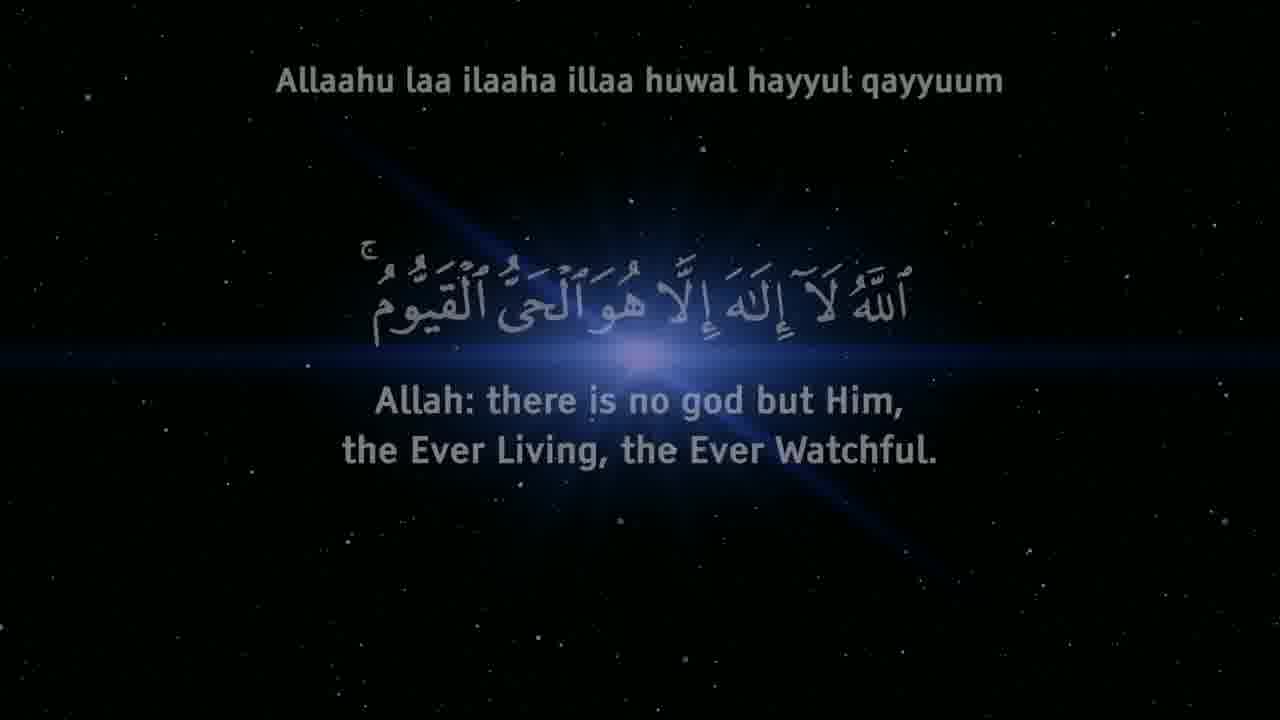 Allaahu laa ilaaha illaa huwal hayyul qayyuum
ٱللَّهُ لَآ إِلَـٰهَ إِلَّا هُوَ ٱلْحَىُّ ٱلْقَيُّومُ ۚ
Allah: there is no god but Him,
the Ever Living, the Ever Watchful.